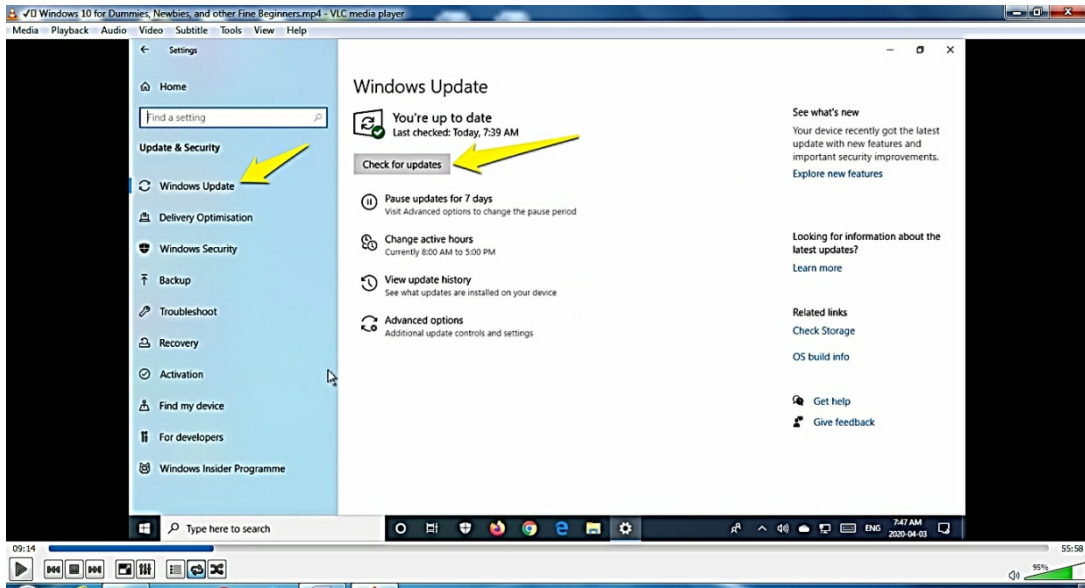 √▯ Windows 10 for Dummies, Newbies, and other Fine Beginners.mp4 - VLC media player
Media Playback Audio Video Subtitle Tools View Help
Settings
Home
Find a setting
Update & Security
Windows Update
Delivery Optimisation
Windows Security
Backup
Troubleshoot
Recovery
Activation
Find my device
For developers
Windows Insider Programme
Windows Update
You're up to date
Last checked: Today, 7:39 AM
Check for updates
Pause updates for 7 days
Visit Advanced options to change the pause period
Change active hours
Currently 8:00 AM to 5:00 PM
View update history
See what updates are installed on your device
Advanced options
Additional update controls and settings
See what's new
Your device recently got the latest
update with new features and
important security improvements.
Explore new features
Looking for information about the
latest updates?
Learn more
Related links
Check Storage
OS build info
Get help
Give feedback
Type here to search
ENG
7:47 AM
2020-04-03
09:14
55:58
95%